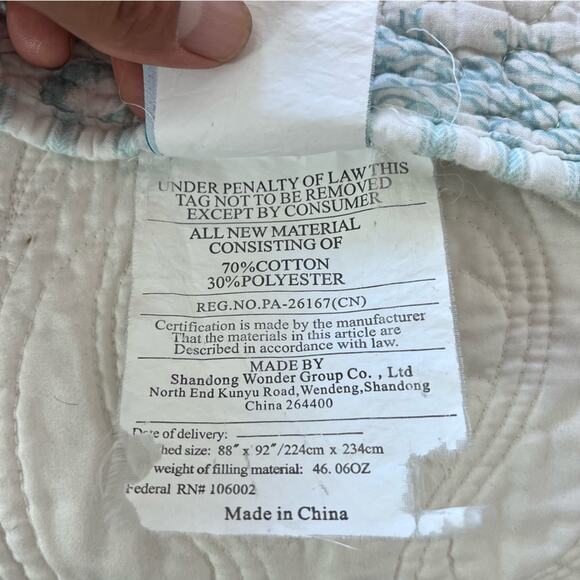 UNDER PENALTY OF LAW THIS
TAG NOT TO BE REMOVED
EXCEPT BY CONSUMER
ALL NEW MATERIAL
CONSISTING OF
70%COTTON
30%POLYESTER
REG.NO.PA-26167(CN)
Certification is made by the manufacturer
That the materials in this article are
Described in accordance with law.
MADE BY
Shandong Wonder Group Co. , Ltd
North End Kunyu Road,Wendeng,Shandong
China 264400
Date of delivery:
hed size: 88″ x 92″/224cm x 234cm
weight of filling material: 46.06OZ
Federal RN# 106002
Made in China